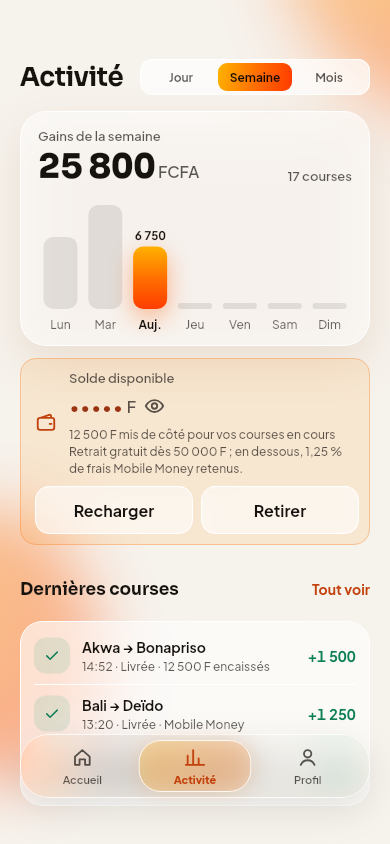 Activité
Jour
Semaine
Mois
Gains de la semaine
25 800 FCFA
17 courses
6 750
Lun
Mar
Auj.
Jeu
Ven
Sam
Dim
Solde disponible
••••• F
12 500 F mis de côté pour vos courses en cours
Retrait gratuit dès 50 000 F ; en dessous, 1,25 %
de frais Mobile Money retenus.
Recharger
Retirer
Dernières courses
Tout voir
Akwa → Bonapriso
14:52 · Livrée · 12 500 F encaissés
+1 500
Bali → Deïdo
13:20 · Livrée · Mobile Money
+1 250
Accueil
Activité
Profil